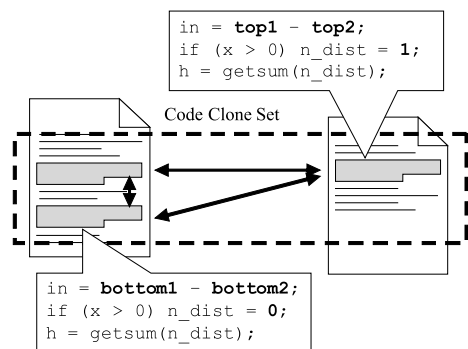 in = top1 - top2;
if (x > 0) n_dist = 1;
h = getsum(n_dist);
Code Clone Set
in = bottom1 - bottom2;
if (x > 0) n_dist = 0;
h = getsum(n_dist);